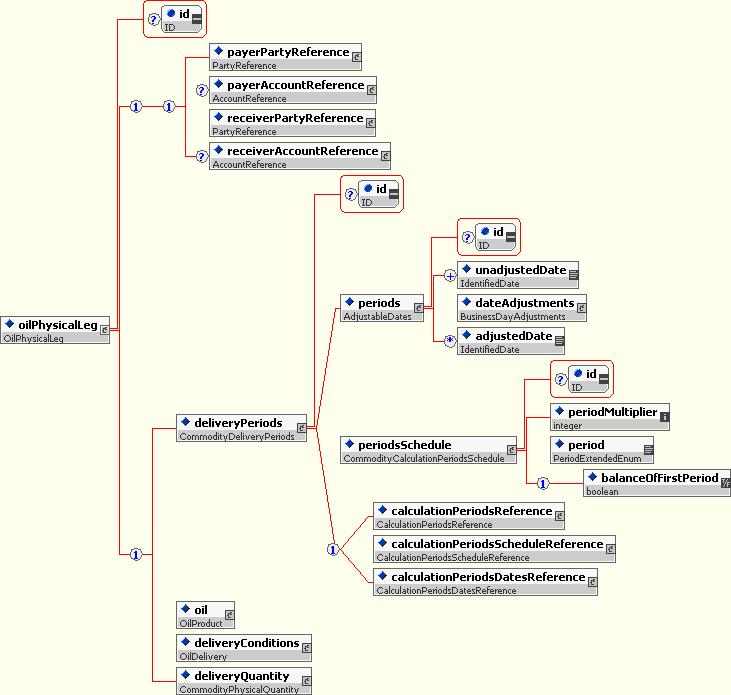 ? id
ID
payerPartyReference
PartyReference
? payerAccountReference
AccountReference
1 1
receiverPartyReference
PartyReference
? receiverAccountReference
AccountReference
? id
ID
? id
ID
+ unadjustedDate
IdentifiedDate
periods
AdjustableDates
dateAdjustments
BusinessDayAdjustments
* adjustedDate
IdentifiedDate
oilPhysicalLeg
OilPhysicalLeg
? id
ID
periodMultiplier
integer
deliveryPeriods
CommodityDeliveryPeriods
periodsSchedule
CommodityCalculationPeriodsSchedule
period
PeriodExtendedEnum
1 balanceOfFirstPeriod
boolean
calculationPeriodsReference
CalculationPeriodsReference
1
calculationPeriodsScheduleReference
CalculationPeriodsScheduleReference
1
calculationPeriodsDatesReference
CalculationPeriodsDatesReference
oil
OilProduct
deliveryConditions
OilDelivery
deliveryQuantity
CommodityPhysicalQuantity